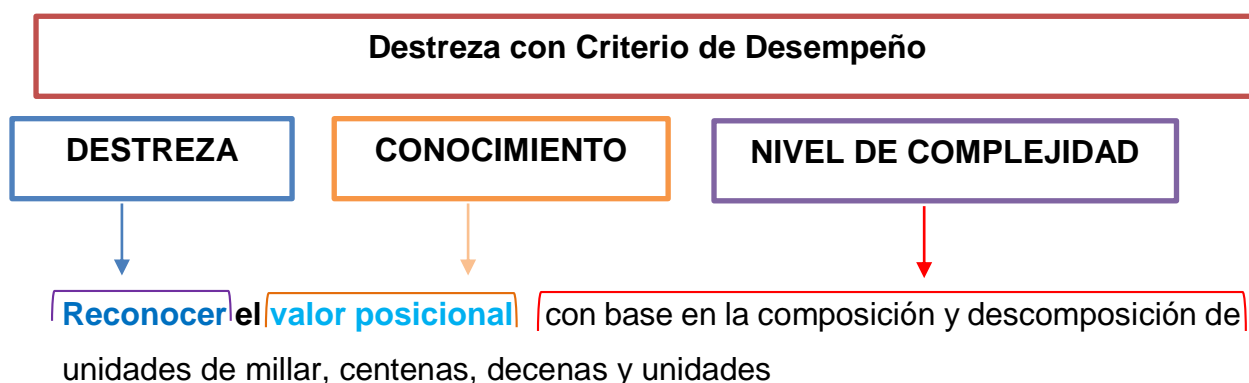 Destreza con Criterio de Desempeño
DESTREZA CONOCIMIENTO NIVEL DE COMPLEJIDAD
Reconocer el valor posicional con base en la composición y descomposición de
unidades de millar, centenas, decenas y unidades